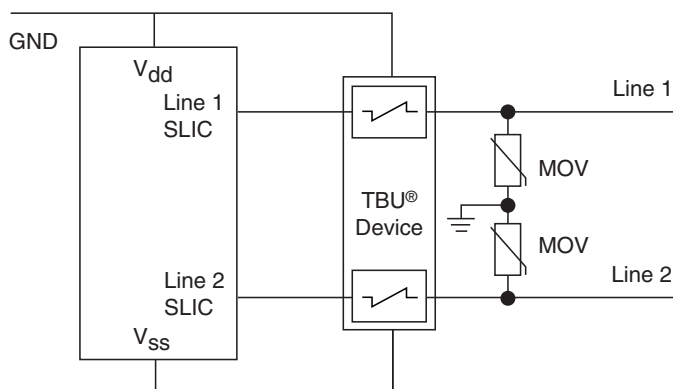 GND
Vdd
Line 1
SLIC
Line 1
MOV
TBU®
Device
MOV
Line 2
SLIC
Line 2
Vss